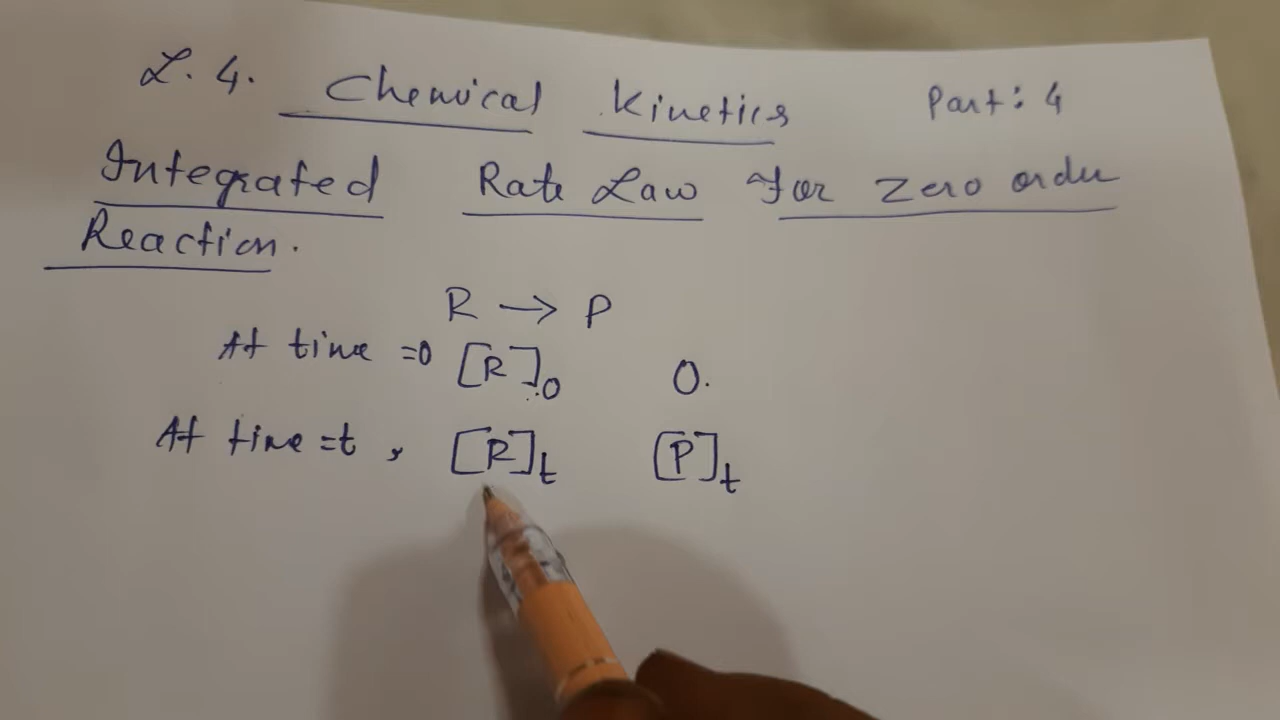 L. 4. Chemical Kinetics Part: 4
Integrated Rate Law For Zero order
Reaction.
R → P
At time =0 [R]₀ 0.
At time =t, [R]ₜ [P]ₜ